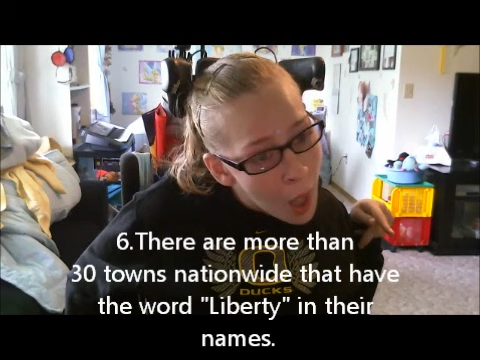 6.There are more than
30 towns nationwide that have
the word "Liberty" in their
DUCKS
names.